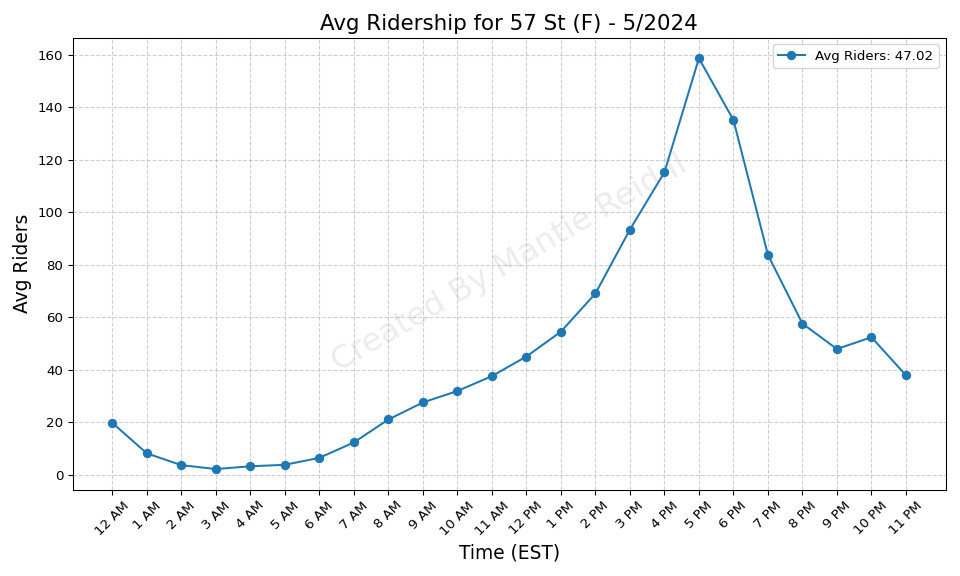 Avg Ridership for 57 St (F) - 5/2024
Avg Riders: 47.02
160
140
120
100
80
60
40
20
0
Avg Riders
Created By Mantle Reidill
12 AM
1 AM
2 AM
3 AM
4 AM
5 AM
6 AM
7 AM
8 AM
9 AM
10 AM
11 AM
12 PM
1 PM
2 PM
3 PM
4 PM
5 PM
6 PM
7 PM
8 PM
9 PM
10 PM
11 PM
Time (EST)